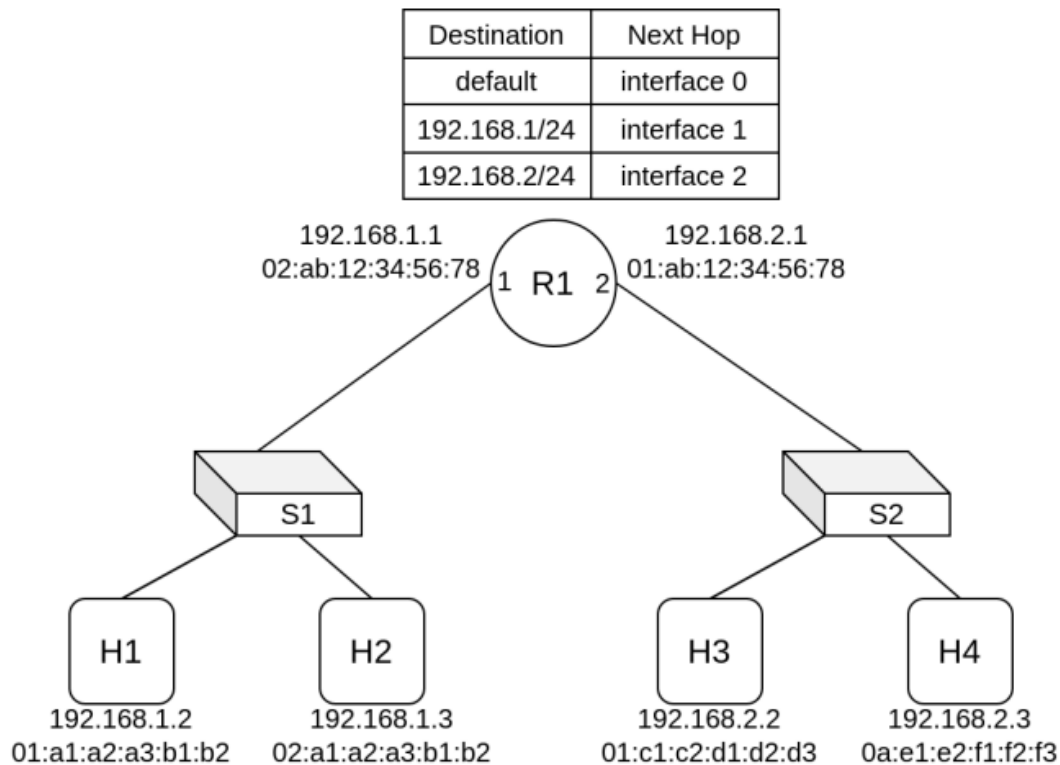 Destination Next Hop
default interface 0
192.168.1/24 interface 1
192.168.2/24 interface 2
192.168.1.1
02:ab:12:34:56:78
192.168.2.1
01:ab:12:34:56:78
1 R1 2
S1
S2
H1
H2
H3
H4
192.168.1.2
01:a1:a2:a3:b1:b2
192.168.1.3
02:a1:a2:a3:b1:b2
192.168.2.2
01:c1:c2:d1:d2:d3
192.168.2.3
0a:e1:e2:f1:f2:f3